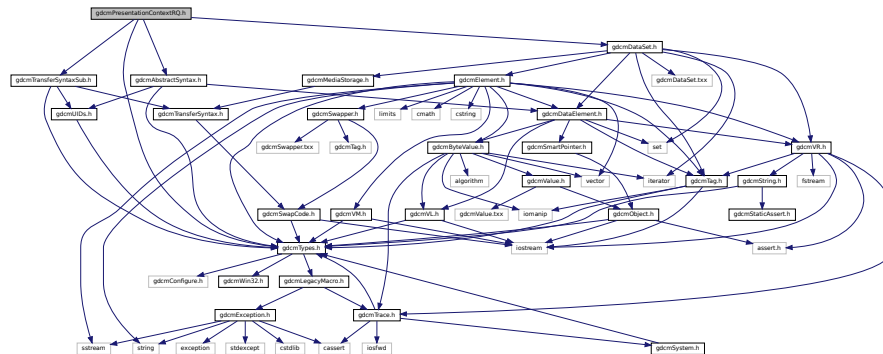 gdcmPresentationContextRQ.h
gdcmDataSet.h
gdcmTransferSyntaxSub.h
gdcmAbstractSyntax.h
gdcmMediaStorage.h
gdcmElement.h
gdcmDataSet.txx
gdcmUIDs.h
gdcmTransferSyntax.h
gdcmSwapper.h
limits
cmath
cstring
gdcmDataElement.h
gdcmSwapper.txx
gdcmTag.h
gdcmByteValue.h
gdcmSmartPointer.h
set
gdcmVR.h
algorithm
gdcmValue.h
vector
iterator
gdcmTag.h
gdcmString.h
fstream
gdcmSwapCode.h
gdcmVM.h
gdcmVL.h
gdcmValue.txx
iomanip
gdcmObject.h
gdcmStaticAssert.h
gdcmTypes.h
iostream
assert.h
gdcmConfigure.h
gdcmWin32.h
gdcmLegacyMacro.h
gdcmException.h
gdcmTrace.h
sstream
string
exception
stdexcept
cstdlib
cassert
iosfwd
gdcmSystem.h